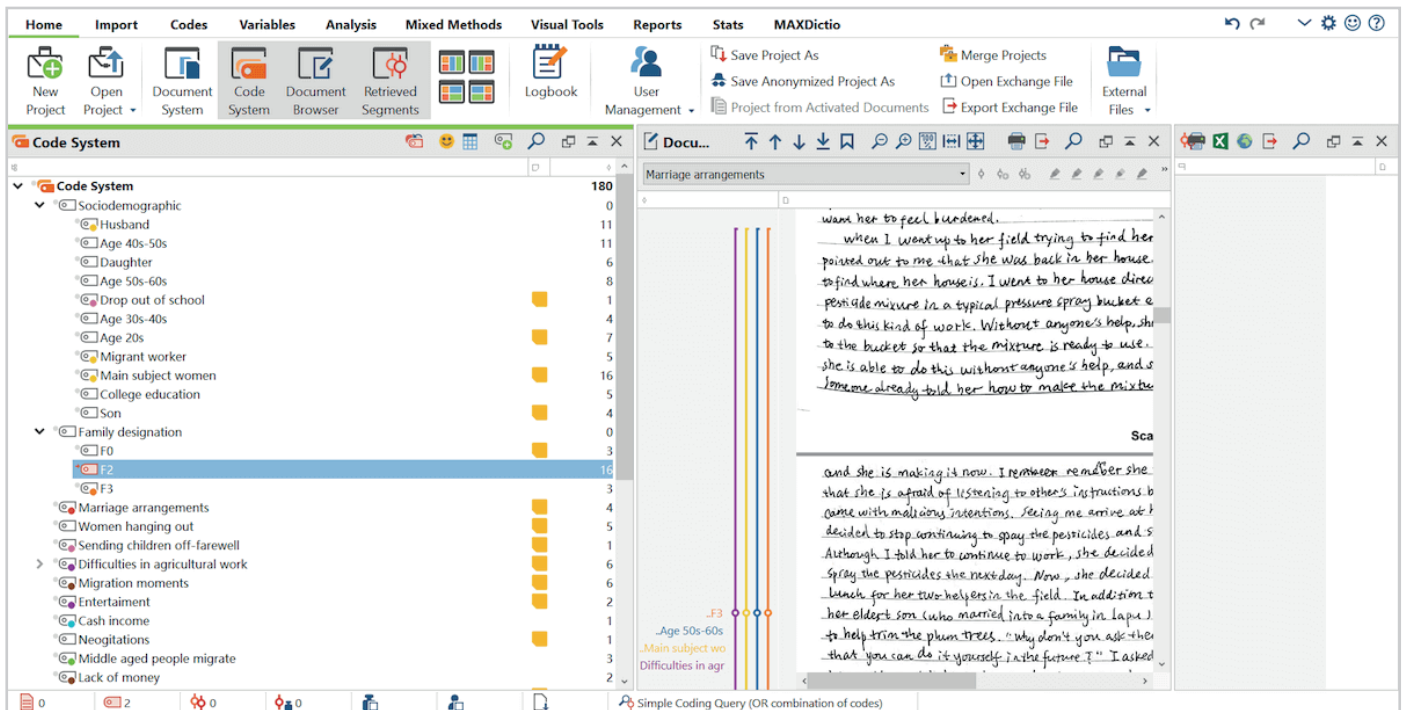 Home Import Codes Variables Analysis Mixed Methods Visual Tools Reports Stats MAXDictio
New Project
Open Project
Document System
Code System
Document Browser
Retrieved Segments
Logbook
User Management
Save Project As
Save Anonymized Project As
Project from Activated Documents
Merge Projects
Open Exchange File
Export Exchange File
External Files
Code System
Code System 180
Sociodemographic 0
Husband 11
Age 40s-50s 11
Daughter 6
Age 50s-60s 8
Drop out of school 1
Age 30s-40s 4
Age 20s 7
Migrant worker 5
Main subject women 16
College education 5
Son 4
Family designation 0
F0 3
F2 16
F3 3
Marriage arrangements 4
Women hanging out 5
Sending children off-farewell 1
Difficulties in agricultural work 6
Migration moments 6
Entertaiment 2
Cash income 1
Neogitations 1
Middle aged people migrate 3
Lack of money 2
0 2 0 0
Simple Coding Query (OR combination of codes)
Docu...
100 %
Marriage arrangements
..F3
..Age 50s-60s
..Main subject wo
Difficulties in agr
want her to feel burdened.
when I went up to her field trying to find her
pointed out to me that she was back in her house.
to find where her house is. I went to her house direc
pesticide mixture in a typical pressure spray bucket e
to do this kind of work. Without anyone's help, she
to the bucket so that the mixture is ready to use.
she is able to do this without anyone's help, and s
Someone already told her how to make the mixtu
Sca
and she is making it now. I remember she
that she is afraid of listening to other's instructions b
came with malicious intentions. Seeing me arrive at h
decided to stop continuing to spay the pesticides and s
Although I told her to continue to work, she decided
spray the pesticides the next day. Now, she decided
lunch for her two helpers in the field. In addition t
her eldest son (who married into a family in Lapu)
to help trim the plum trees. "Why don't you ask the
that you can do it yourself in the future?" I asked